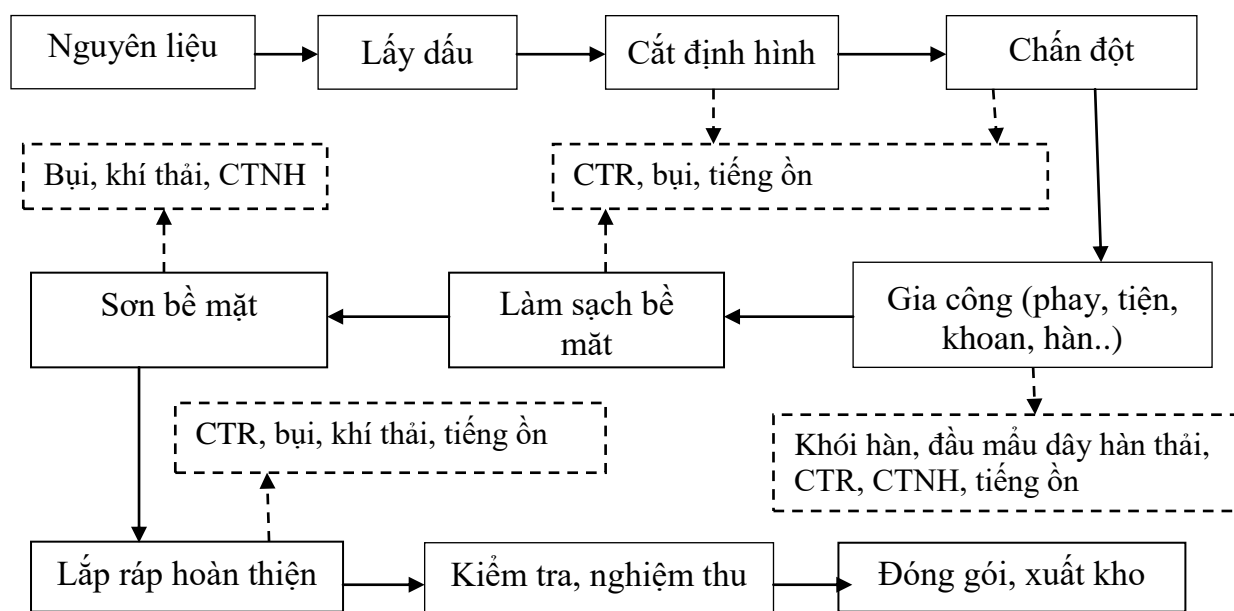 Nguyên liệu
Lấy dấu
Cắt định hình
Chấn đột
Bụi, khí thải, CTNH
CTR, bụi, tiếng ồn
Sơn bề mặt
Làm sạch bề
măt
Gia công (phay, tiện,
khoan, hàn..)
CTR, bụi, khí thải, tiếng ồn
Khói hàn, đầu mẩu dây hàn thải,
CTR, CTNH, tiếng ồn
Lắp ráp hoàn thiện
Kiểm tra, nghiệm thu
Đóng gói, xuất kho